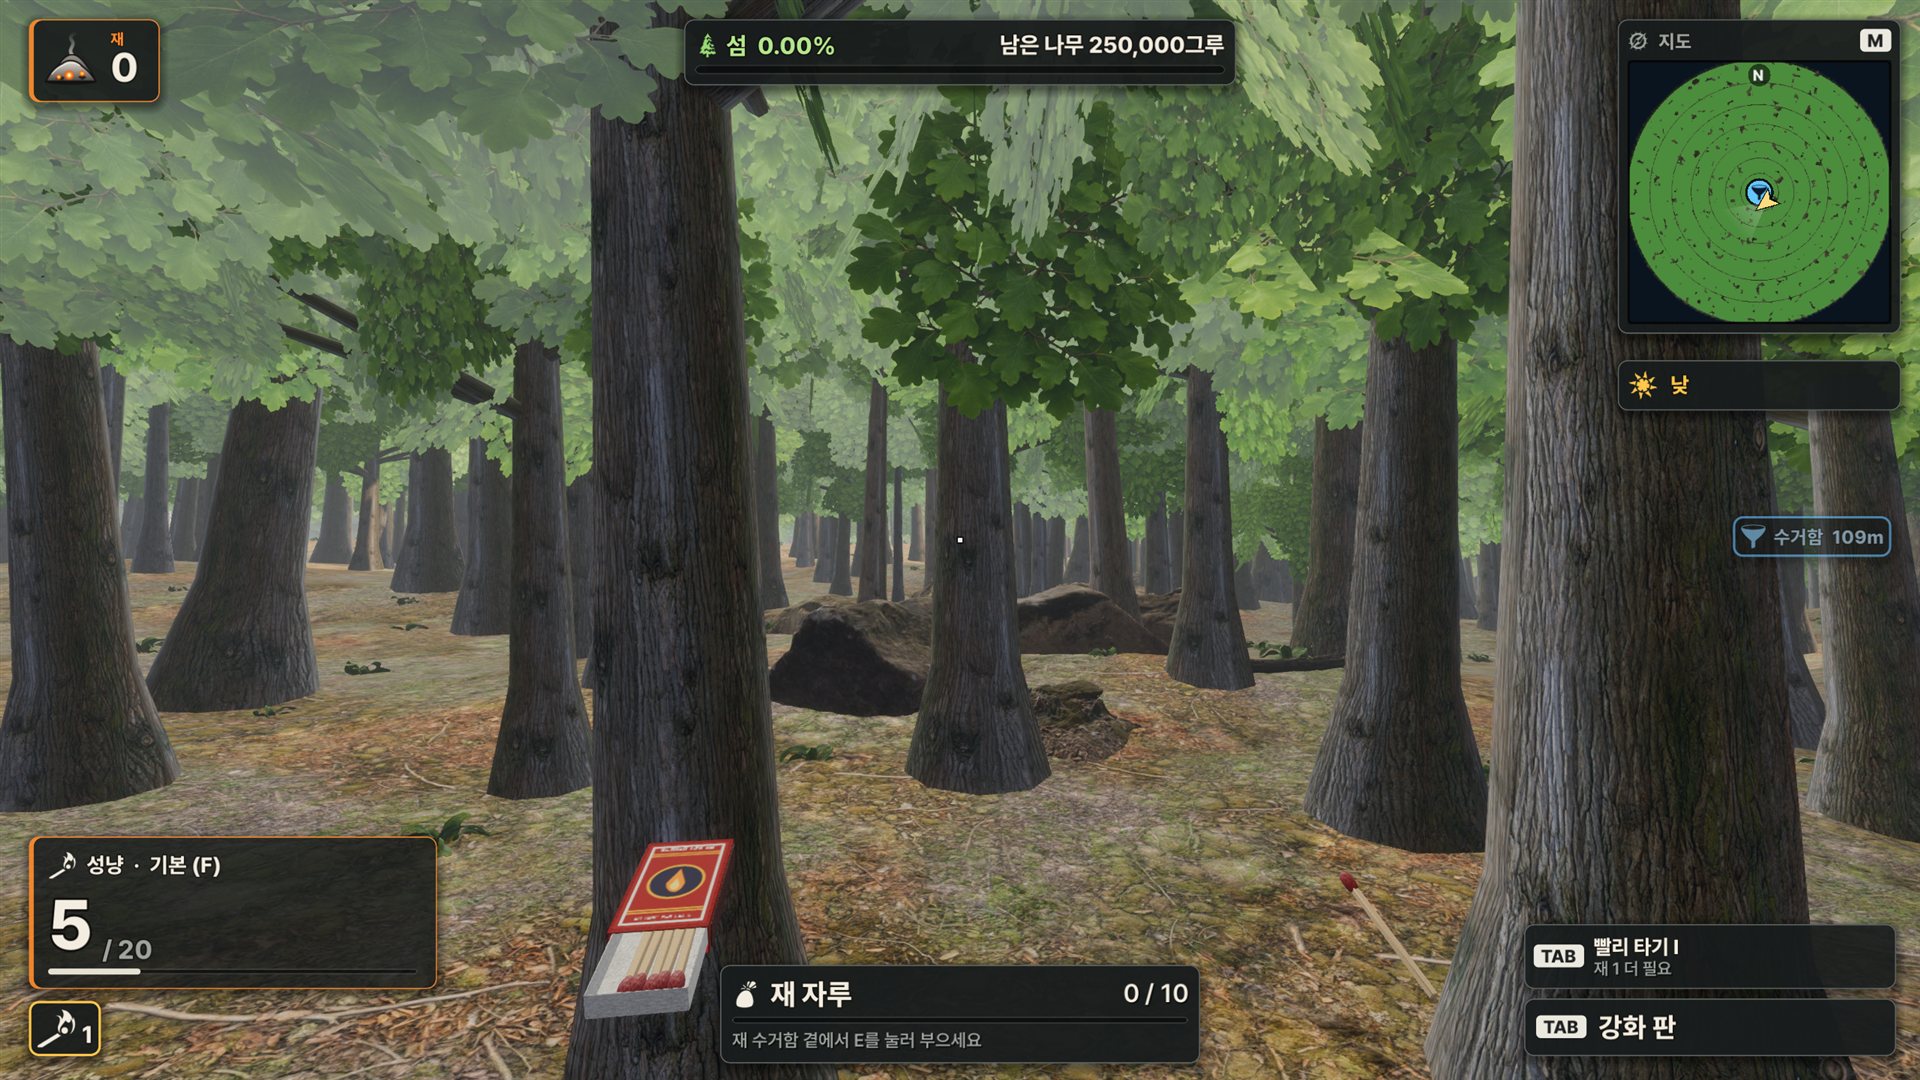 재
0
섬 0.00%
남은 나무 250,000그루
지도
M
N
낮
수거함 109m
성냥 · 기본 (F)
5 / 20
1
재 자루
0 / 10
재 수거함 곁에서 E를 눌러 부으세요
TAB
빨리 타기 I
재 1 더 필요
TAB
강화 판